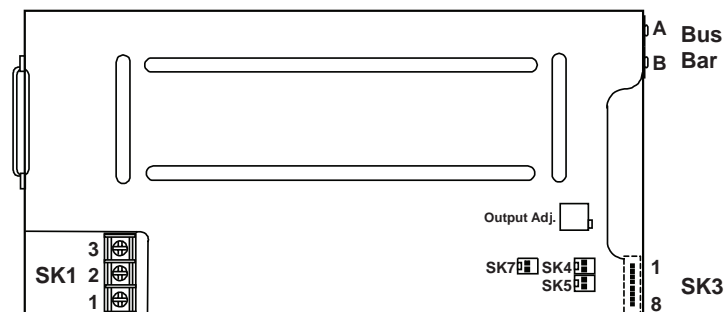 A Bus
B Bar
Output Adj.
3
SK7 SK4 1
SK1 2
SK5 SK3
1 8